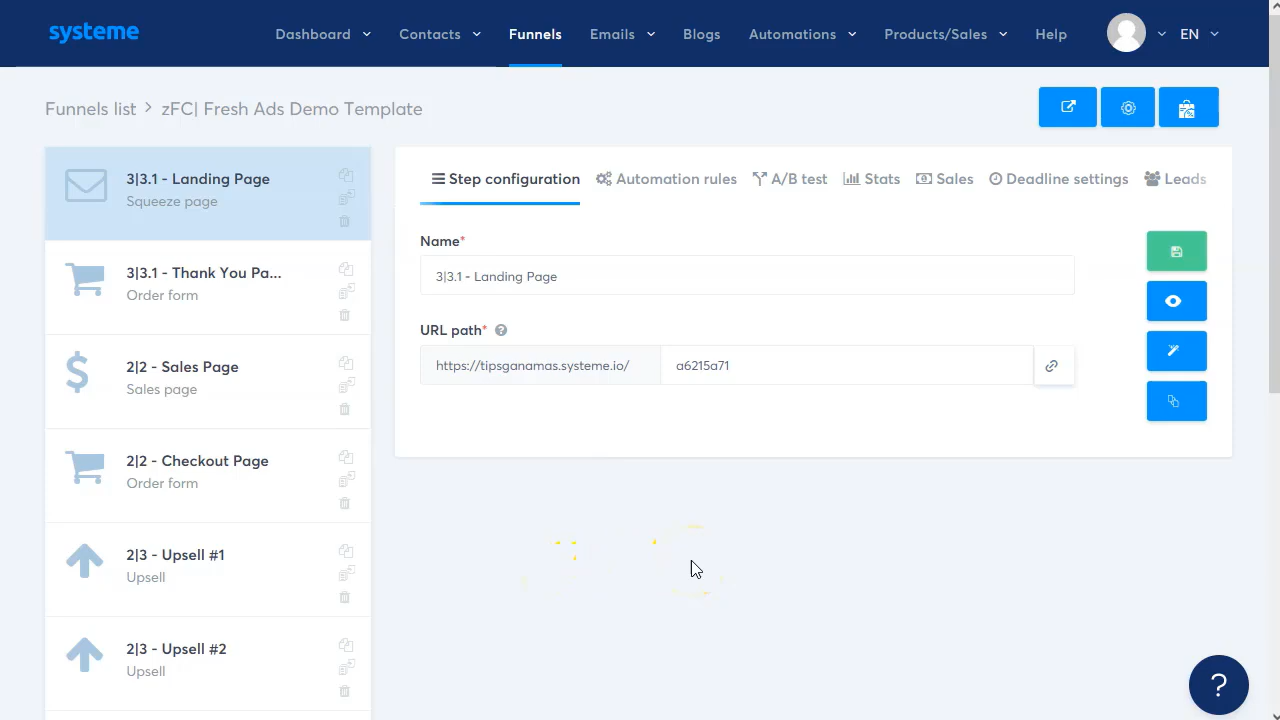 systeme
Dashboard
Contacts
Funnels
Emails
Blogs
Automations
Products/Sales
Help
EN
Funnels list > zFC| Fresh Ads Demo Template
3|3.1 - Landing Page
Squeeze page
3|3.1 - Thank You Pa...
Order form
2|2 - Sales Page
Sales page
2|2 - Checkout Page
Order form
2|3 - Upsell #1
Upsell
2|3 - Upsell #2
Upsell
Step configuration
Automation rules
A/B test
Stats
Sales
Deadline settings
Leads
Name*
3|3.1 - Landing Page
URL path* ?
https://tipsganamas.systeme.io/
a6215a71
?